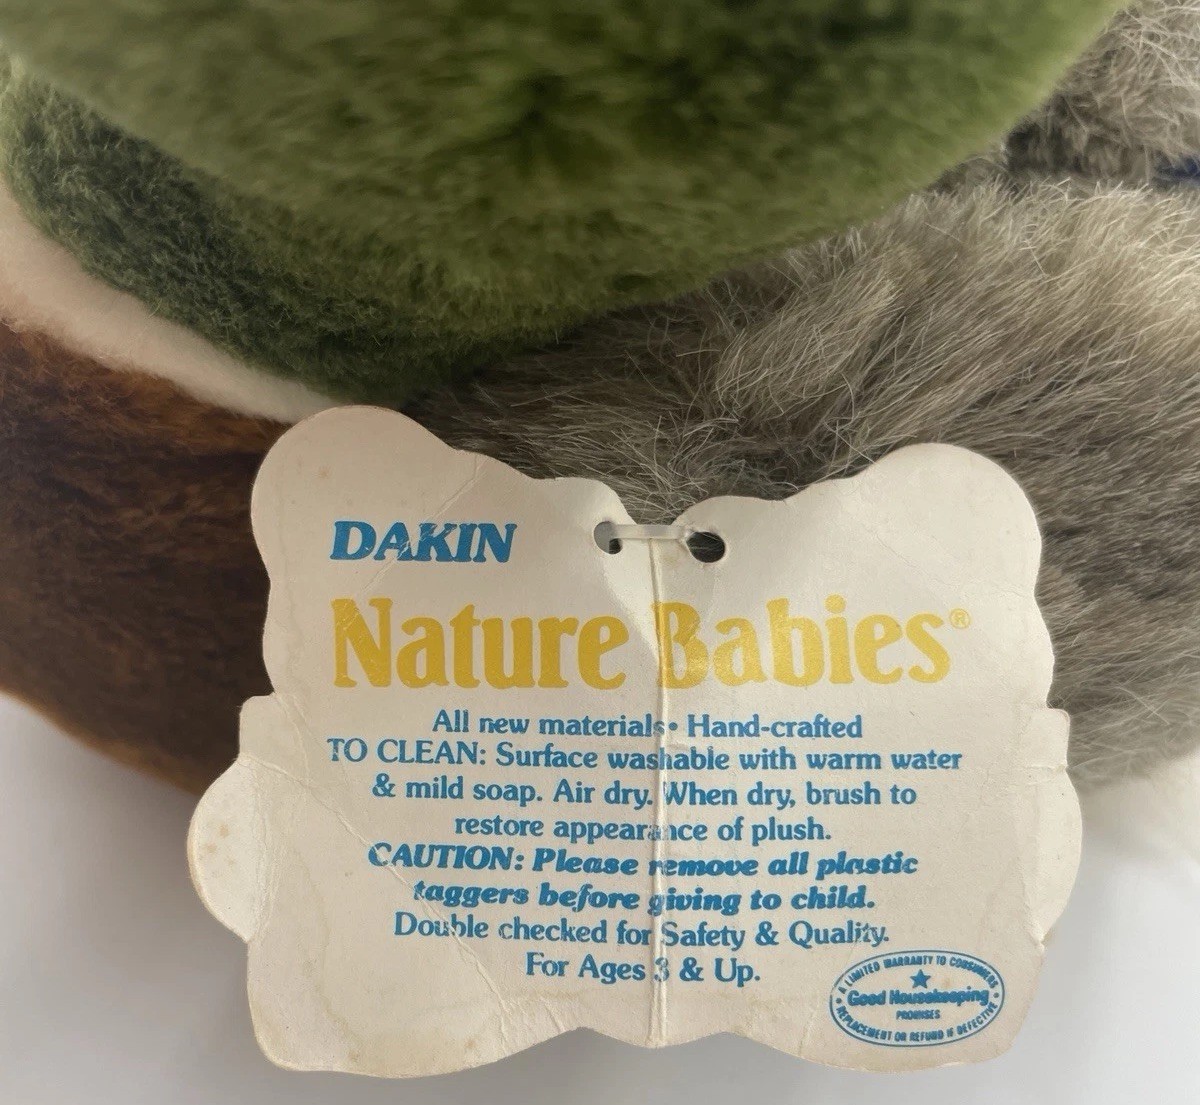 DAKIN
Nature Babies®
All new materials • Hand-crafted
TO CLEAN: Surface washable with warm water
& mild soap. Air dry. When dry, brush to
restore appearance of plush.
CAUTION: Please remove all plastic
taggers before giving to child.
Double checked for Safety & Quality.
For Ages 3 & Up.
• A LIMITED WARRANTY TO CONSUMERS •
★
Good Housekeeping
PROMISES
REPLACEMENT OR REFUND IF DEFECTIVE